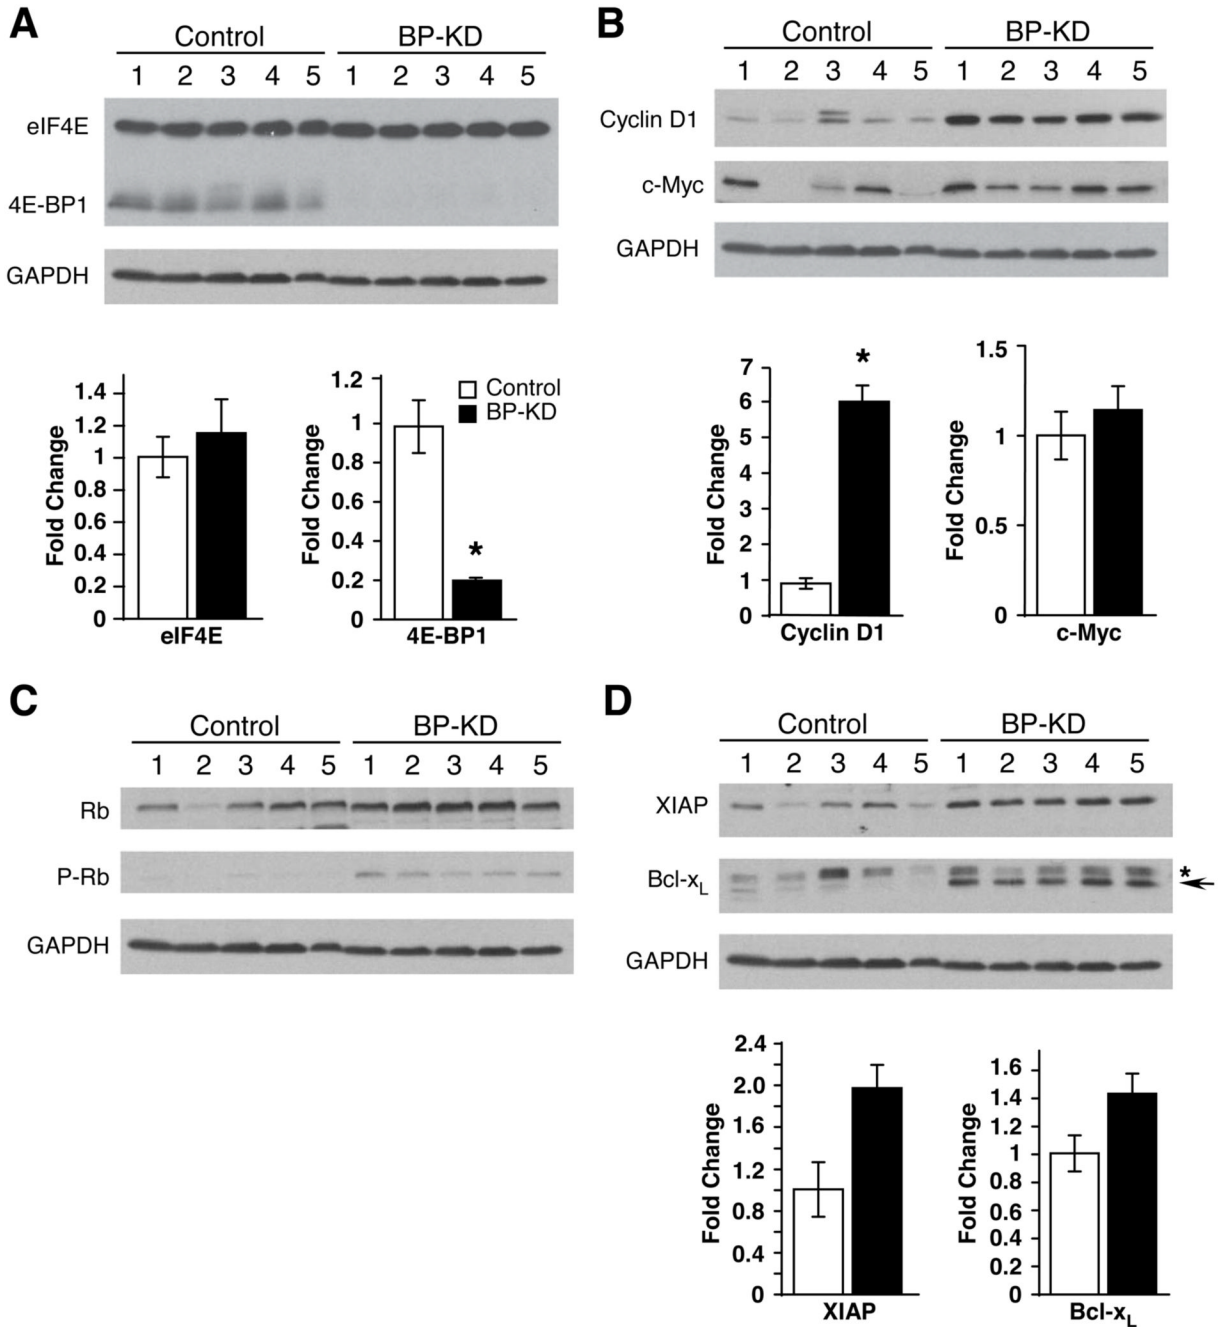 A
Control BP-KD
1 2 3 4 5 1 2 3 4 5
eIF4E
4E-BP1
GAPDH
1.4
1.2
1
0.8
0.6
0.4
0.2
0
Fold Change
eIF4E
1.2
1
0.8
0.6
0.4
0.2
0
Fold Change
*
Control
BP-KD
4E-BP1
B
Control BP-KD
1 2 3 4 5 1 2 3 4 5
Cyclin D1
c-Myc
GAPDH
7
6
5
4
3
2
1
0
Fold Change
*
Cyclin D1
1.5
1
0.5
0
Fold Change
c-Myc
C
Control BP-KD
1 2 3 4 5 1 2 3 4 5
Rb
P-Rb
GAPDH
D
Control BP-KD
1 2 3 4 5 1 2 3 4 5
XIAP
Bcl-xL *
GAPDH
2.4
2.0
1.6
1.2
0.8
0.4
0
Fold Change
XIAP
1.6
1.4
1.2
1
0.8
0.6
0.4
0.2
0
Fold Change
Bcl-xL